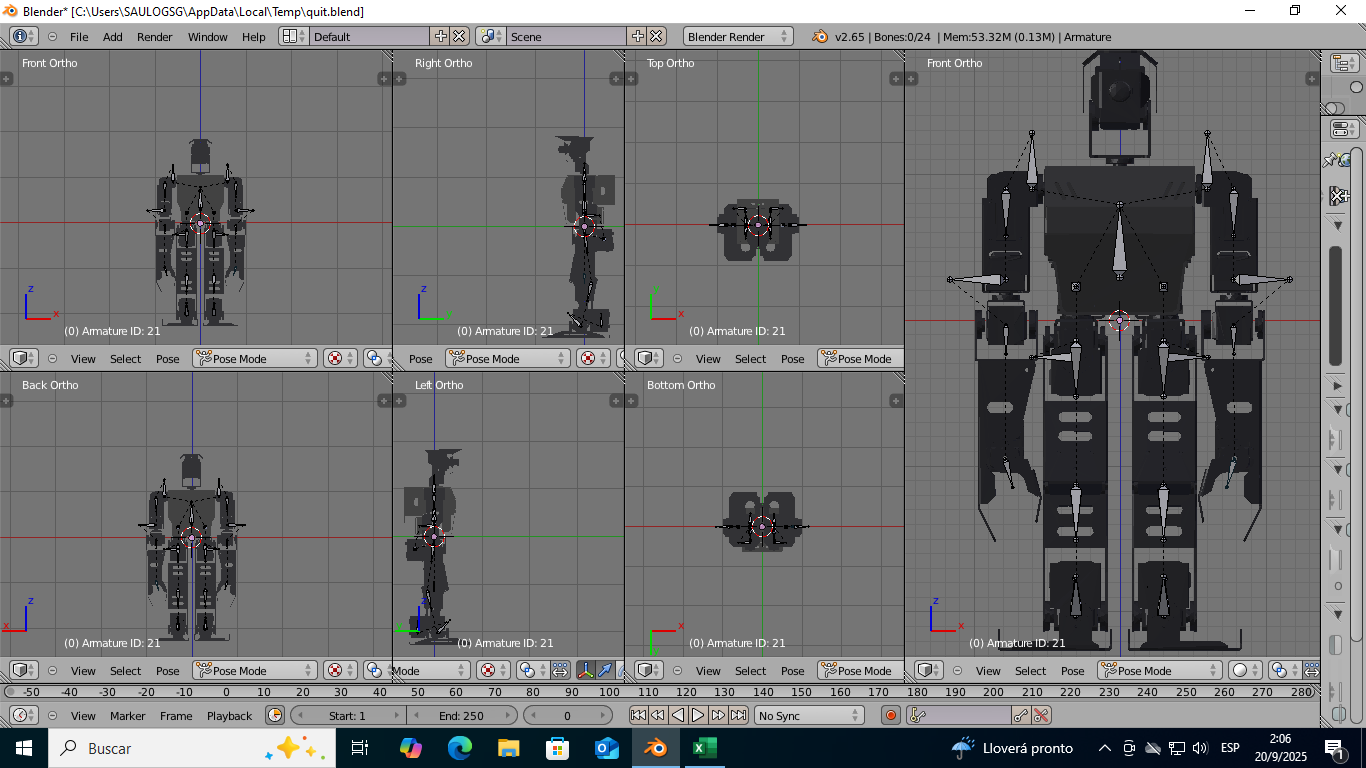 Blender* [C:\Users\SAULOGSG\AppData\Local\Temp\quit.blend]
File Add Render Window Help Default Scene Blender Render v2.65 | Bones:0/24 | Mem:53.32M (0.13M) | Armature
Front Ortho Right Ortho Top Ortho Front Ortho
z x
z y
y x
(0) Armature ID: 21 (0) Armature ID: 21 (0) Armature ID: 21
View Select Pose Pose Mode Pose Pose Mode View Select Pose Pose Mode
Back Ortho Left Ortho Bottom Ortho
z x
z
x
z x
(0) Armature ID: 21 (0) Armature ID: 21 (0) Armature ID: 21 (0) Armature ID: 21
View Select Pose Pose Mode Mode View Select Pose Pose Mode View Select Pose Pose Mode
-50 -40 -30 -20 -10 0 10 20 30 40 50 60 70 80 90 100 110 120 130 140 150 160 170 180 190 200 210 220 230 240 250 260 270 280
View Marker Frame Playback Start: 1 End: 250 0 No Sync
Buscar Lloverá pronto ESP 2:06
20/9/2025 1